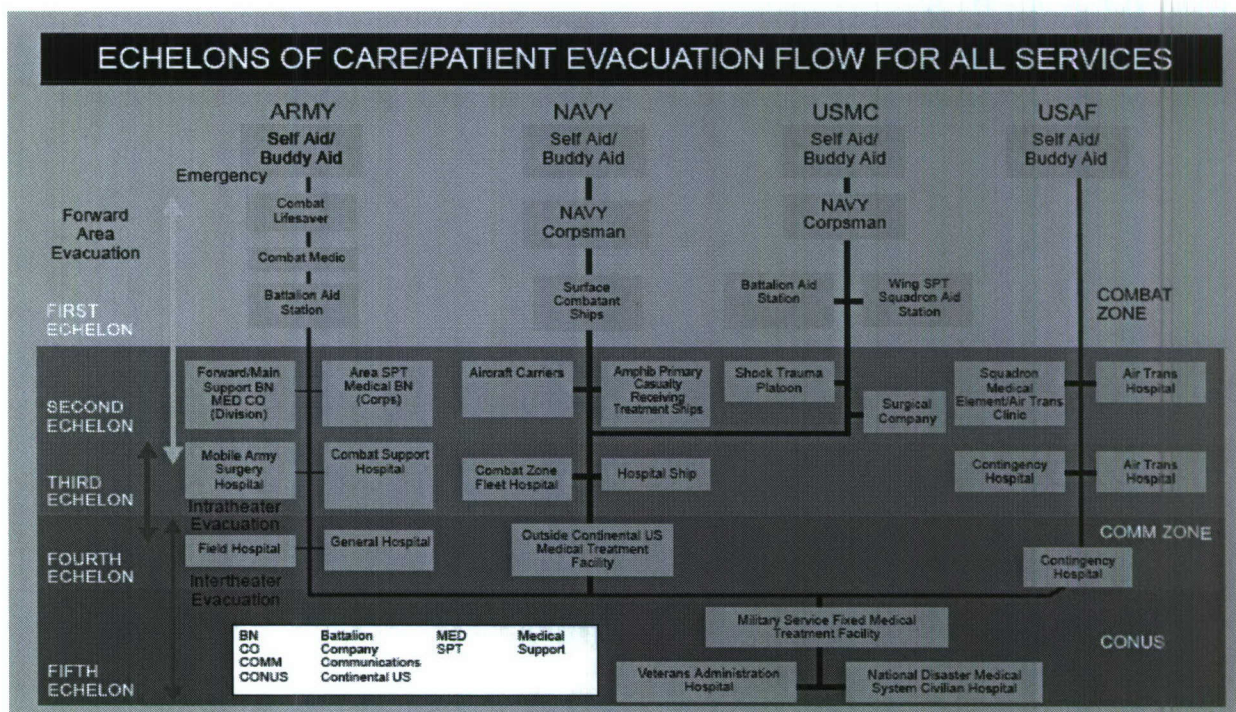 ECHELONS OF CARE/PATIENT EVACUATION FLOW FOR ALL SERVICES
ARMY
NAVY
USMC
USAF
Self Aid/
Buddy Aid
Self Aid/
Buddy Aid
Self Aid/
Buddy Aid
Self Aid/
Buddy Aid
Emergency
Forward
Area
Evacuation
Combat
Lifesaver
Combat Medic
Battalion Aid
Station
NAVY
Corpsman
Surface
Combatant
Ships
NAVY
Corpsman
Battalion Aid
Station
Wing SPT
Squadron Aid
Station
COMBAT
ZONE
FIRST
ECHELON
SECOND
ECHELON
Forward/Main
Support BN
MED CO
(Division)
Area SPT
Medical BN
(Corps)
Aircraft Carriers
Amphib Primary
Casualty
Receiving
Treatment Ships
Shock Trauma
Platoon
Surgical
Company
Squadron
Medical
Element/Air Trans
Clinic
Air Trans
Hospital
THIRD
ECHELON
Mobile Army
Surgery
Hospital
Combat Support
Hospital
Combat Zone
Fleet Hospital
Hospital Ship
Contingency
Hospital
Air Trans
Hospital
Intratheater
Evacuation
FOURTH
ECHELON
Field Hospital
General Hospital
Outside Continental US
Medical Treatment
Facility
COMM ZONE
Contingency
Hospital
Intertheater
Evacuation
FIFTH
ECHELON
BN Battalion MED Medical
CO Company SPT Support
COMM Communications
CONUS Continental US
Military Service Fixed Medical
Treatment Facility
CONUS
Veterans Administration
Hospital
National Disaster Medical
System Civilian Hospital